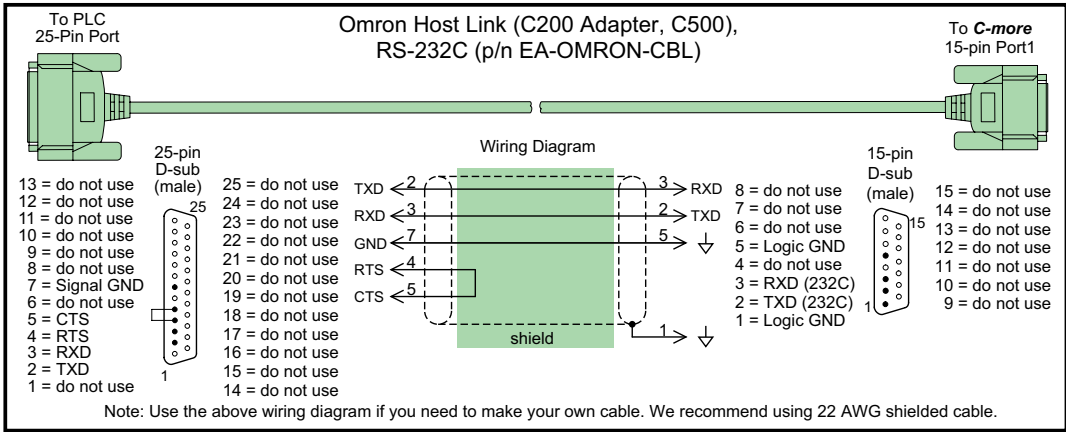 To PLC
25-Pin Port
Omron Host Link (C200 Adapter, C500),
RS-232C (p/n EA-OMRON-CBL)
To C-more
15-pin Port1
Wiring Diagram
25-pin
D-sub
(male)
25
1
13 = do not use
12 = do not use
11 = do not use
10 = do not use
9 = do not use
8 = do not use
7 = Signal GND
6 = do not use
5 = CTS
4 = RTS
3 = RXD
2 = TXD
1 = do not use
25 = do not use
24 = do not use
23 = do not use
22 = do not use
21 = do not use
20 = do not use
19 = do not use
18 = do not use
17 = do not use
16 = do not use
15 = do not use
14 = do not use
TXD 2 3 RXD
RXD 3 2 TXD
GND 7 5
RTS 4
CTS 5
1
shield
8 = do not use
7 = do not use
6 = do not use
5 = Logic GND
4 = do not use
3 = RXD (232C)
2 = TXD (232C)
1 = Logic GND
15-pin
D-sub
(male)
15
1
15 = do not use
14 = do not use
13 = do not use
12 = do not use
11 = do not use
10 = do not use
9 = do not use
Note: Use the above wiring diagram if you need to make your own cable. We recommend using 22 AWG shielded cable.